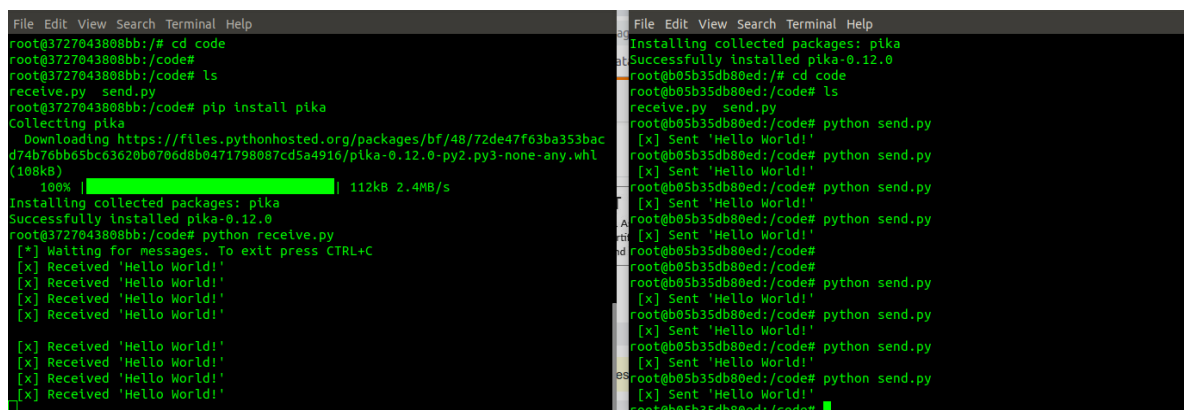 File Edit View Search Terminal Help
root@3727043808bb:/# cd code
root@3727043808bb:/code#
root@3727043808bb:/code# ls
receive.py  send.py
root@3727043808bb:/code# pip install pika
Collecting pika
  Downloading https://files.pythonhosted.org/packages/bf/48/72de47f63ba353bac
d74b76bb65bc63620b0706d8b0471798087cd5a4916/pika-0.12.0-py2.py3-none-any.whl
(108kB)
    100% || 112kB 2.4MB/s
Installing collected packages: pika
Successfully installed pika-0.12.0
root@3727043808bb:/code# python receive.py
 [*] Waiting for messages. To exit press CTRL+C
 [x] Received 'Hello World!'
 [x] Received 'Hello World!'
 [x] Received 'Hello World!'
 [x] Received 'Hello World!'
 [x] Received 'Hello World!'
 [x] Received 'Hello World!'
 [x] Received 'Hello World!'
 [x] Received 'Hello World!'
File Edit View Search Terminal Help
Installing collected packages: pika
Successfully installed pika-0.12.0
root@b05b35db80ed:/# cd code
root@b05b35db80ed:/code# ls
receive.py  send.py
root@b05b35db80ed:/code# python send.py
 [x] Sent 'Hello World!'
root@b05b35db80ed:/code# python send.py
 [x] Sent 'Hello World!'
root@b05b35db80ed:/code# python send.py
 [x] Sent 'Hello World!'
root@b05b35db80ed:/code# python send.py
 [x] Sent 'Hello World!'
root@b05b35db80ed:/code#
root@b05b35db80ed:/code#
root@b05b35db80ed:/code# python send.py
 [x] Sent 'Hello World!'
root@b05b35db80ed:/code# python send.py
 [x] Sent 'Hello World!'
root@b05b35db80ed:/code# python send.py
 [x] Sent 'Hello World!'
root@b05b35db80ed:/code# python send.py
 [x] Sent 'Hello World!'
root@b05b35db80ed:/code#